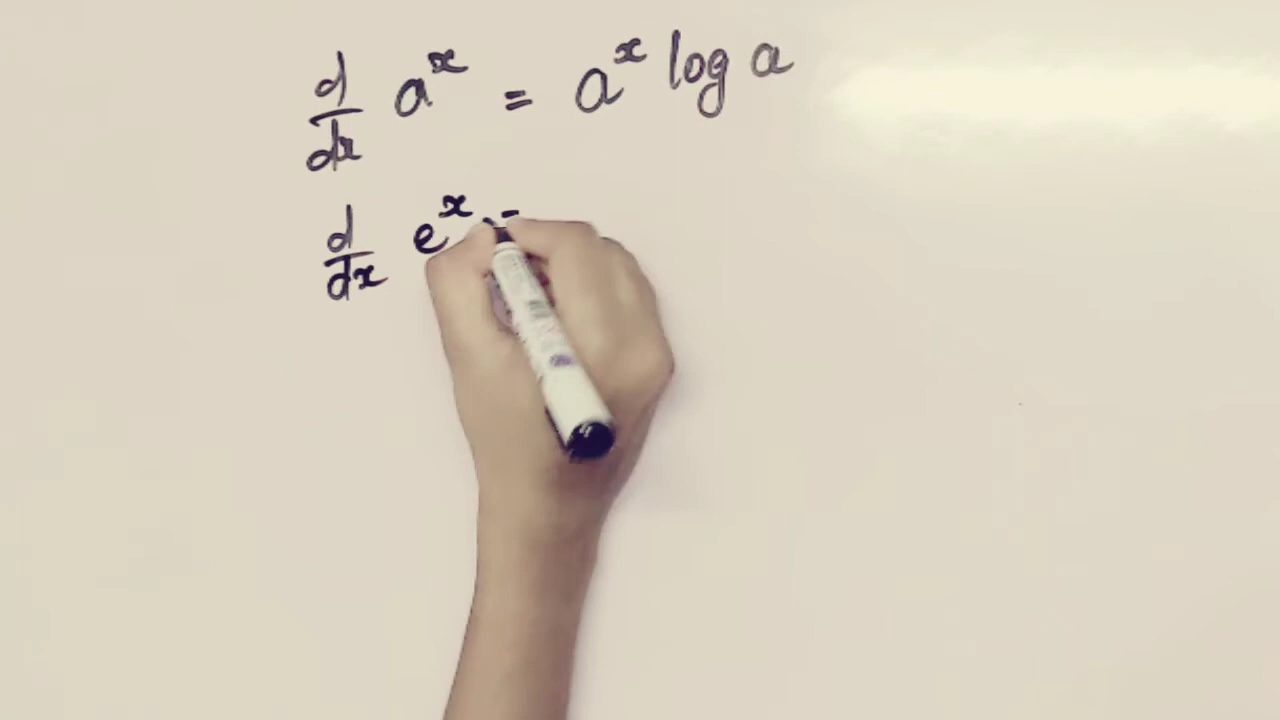 d/dx a^x = a^x log a
d/dx e^x =